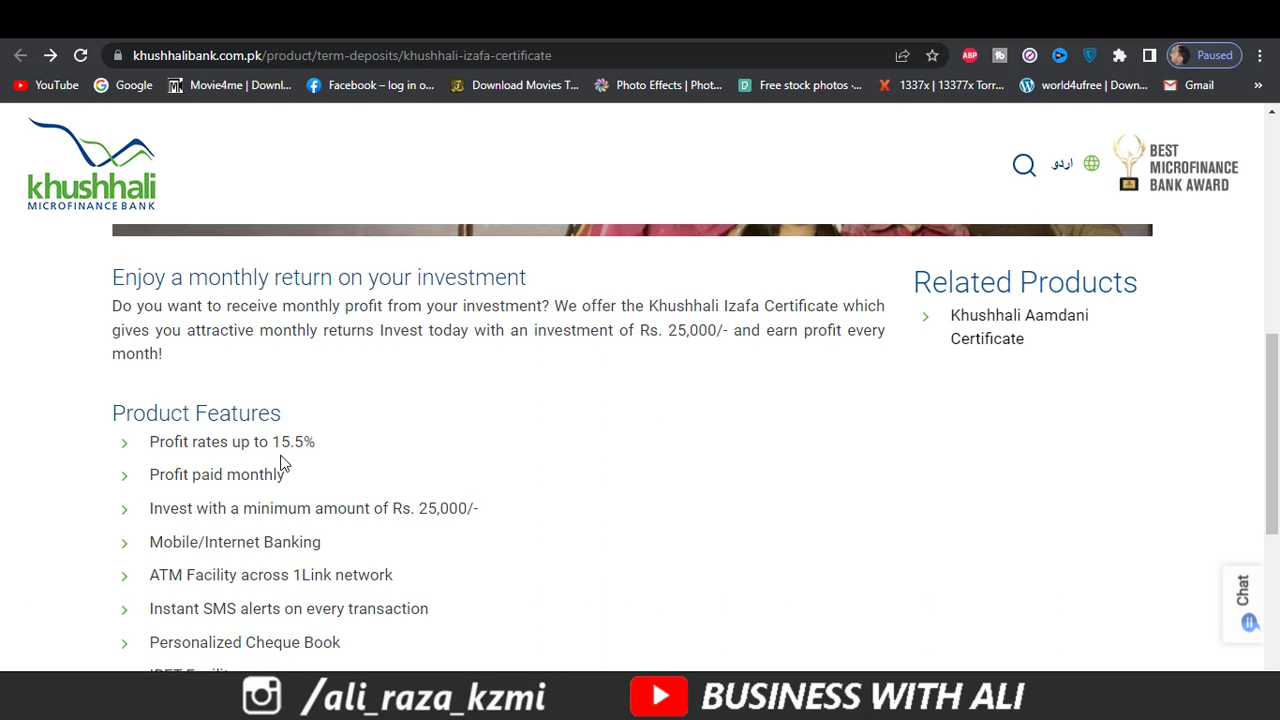 khushhalibank.com.pk/product/term-deposits/khushhali-izafa-certificate
ABP
Paused
YouTube
Google
Movie4me | Downl...
Facebook – log in o...
Download Movies T...
Photo Effects | Phot...
Free stock photos -...
1337x | 13377x Torr...
world4ufree | Down...
Gmail
»
khushhali
MICROFINANCE BANK
اردو
BEST
MICROFINANCE
BANK AWARD
Enjoy a monthly return on your investment
Do you want to receive monthly profit from your investment? We offer the Khushhali Izafa Certificate which
gives you attractive monthly returns Invest today with an investment of Rs. 25,000/- and earn profit every
month!
Related Products
Khushhali Aamdani
Certificate
Product Features
Profit rates up to 15.5%
Profit paid monthly
Invest with a minimum amount of Rs. 25,000/-
Mobile/Internet Banking
ATM Facility across 1Link network
Instant SMS alerts on every transaction
Personalized Cheque Book
Chat
/ali_raza_kzmi
BUSINESS WITH ALI